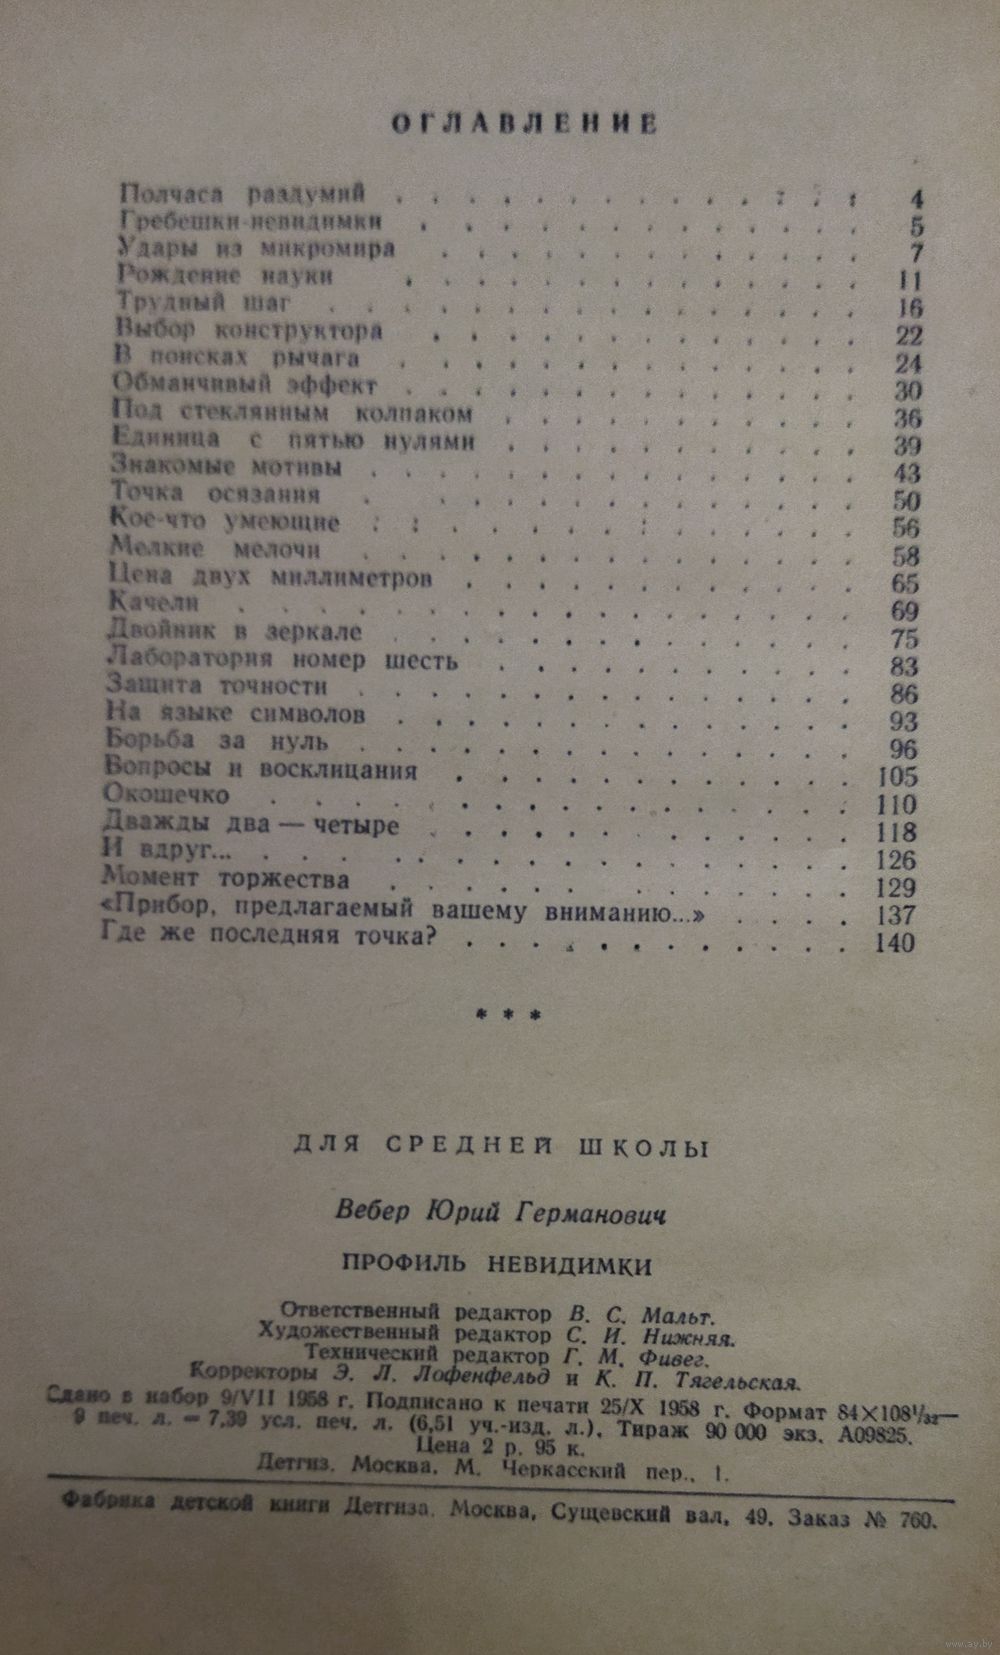 ОГЛАВЛЕНИЕ
Полчаса раздумий . . . . . . . . . . . . . . 4
Гребешки-невидимки . . . . . . . . . . . . . 5
Удары из микромира . . . . . . . . . . . . . 7
Рождение науки . . . . . . . . . . . . . 11
Трудный шаг . . . . . . . . . . . . . . 16
Выбор конструктора . . . . . . . . . . . . . 22
В поисках рычага . . . . . . . . . . . . . 24
Обманчивый эффект . . . . . . . . . . . . . 30
Под стеклянным колпаком . . . . . . . . . . 36
Единица с пятью нулями . . . . . . . . . . 39
Знакомые мотивы . . . . . . . . . . . . . 43
Точка осязания . . . . . . . . . . . . . 50
Кое-что умеющие . . . . . . . . . . . . . 56
Мелкие мелочи . . . . . . . . . . . . . 58
Цена двух миллиметров . . . . . . . . . . . 65
Качели . . . . . . . . . . . . . . . . 69
Двойник в зеркале . . . . . . . . . . . . . 75
Лаборатория номер шесть . . . . . . . . . . 83
Защита точности . . . . . . . . . . . . . . 86
На языке символов . . . . . . . . . . . . . 93
Борьба за нуль . . . . . . . . . . . . . . 96
Вопросы и восклицания . . . . . . . . . . . 105
Окошечко . . . . . . . . . . . . . . . 110
Дважды два — четыре . . . . . . . . . . . 118
И вдруг... . . . . . . . . . . . . . . . 126
Момент торжества . . . . . . . . . . . . 129
«Прибор, предлагаемый вашему вниманию...» . . . . 137
Где же последняя точка? . . . . . . . . . . . 140
* * *
ДЛЯ СРЕДНЕЙ ШКОЛЫ
Вебер Юрий Германович
ПРОФИЛЬ НЕВИДИМКИ
Ответственный редактор В. С. Мальт.
Художественный редактор С. И. Нижняя.
Технический редактор Г. М. Фивег.
Корректоры Э. Л. Лофенфельд и К. П. Тягельская.
Сдано в набор 9/VII 1958 г. Подписано к печати 25/X 1958 г. Формат 84×108¹/₃₂—
9 печ. л. = 7,39 усл. печ. л. (6,51 уч.-изд. л.). Тираж 90 000 экз. А09825.
Цена 2 р. 95 к.
Детгиз. Москва. М. Черкасский пер., 1.
Фабрика детской книги Детгиза. Москва, Сущевский вал, 49. Заказ № 760.
www.ay.by